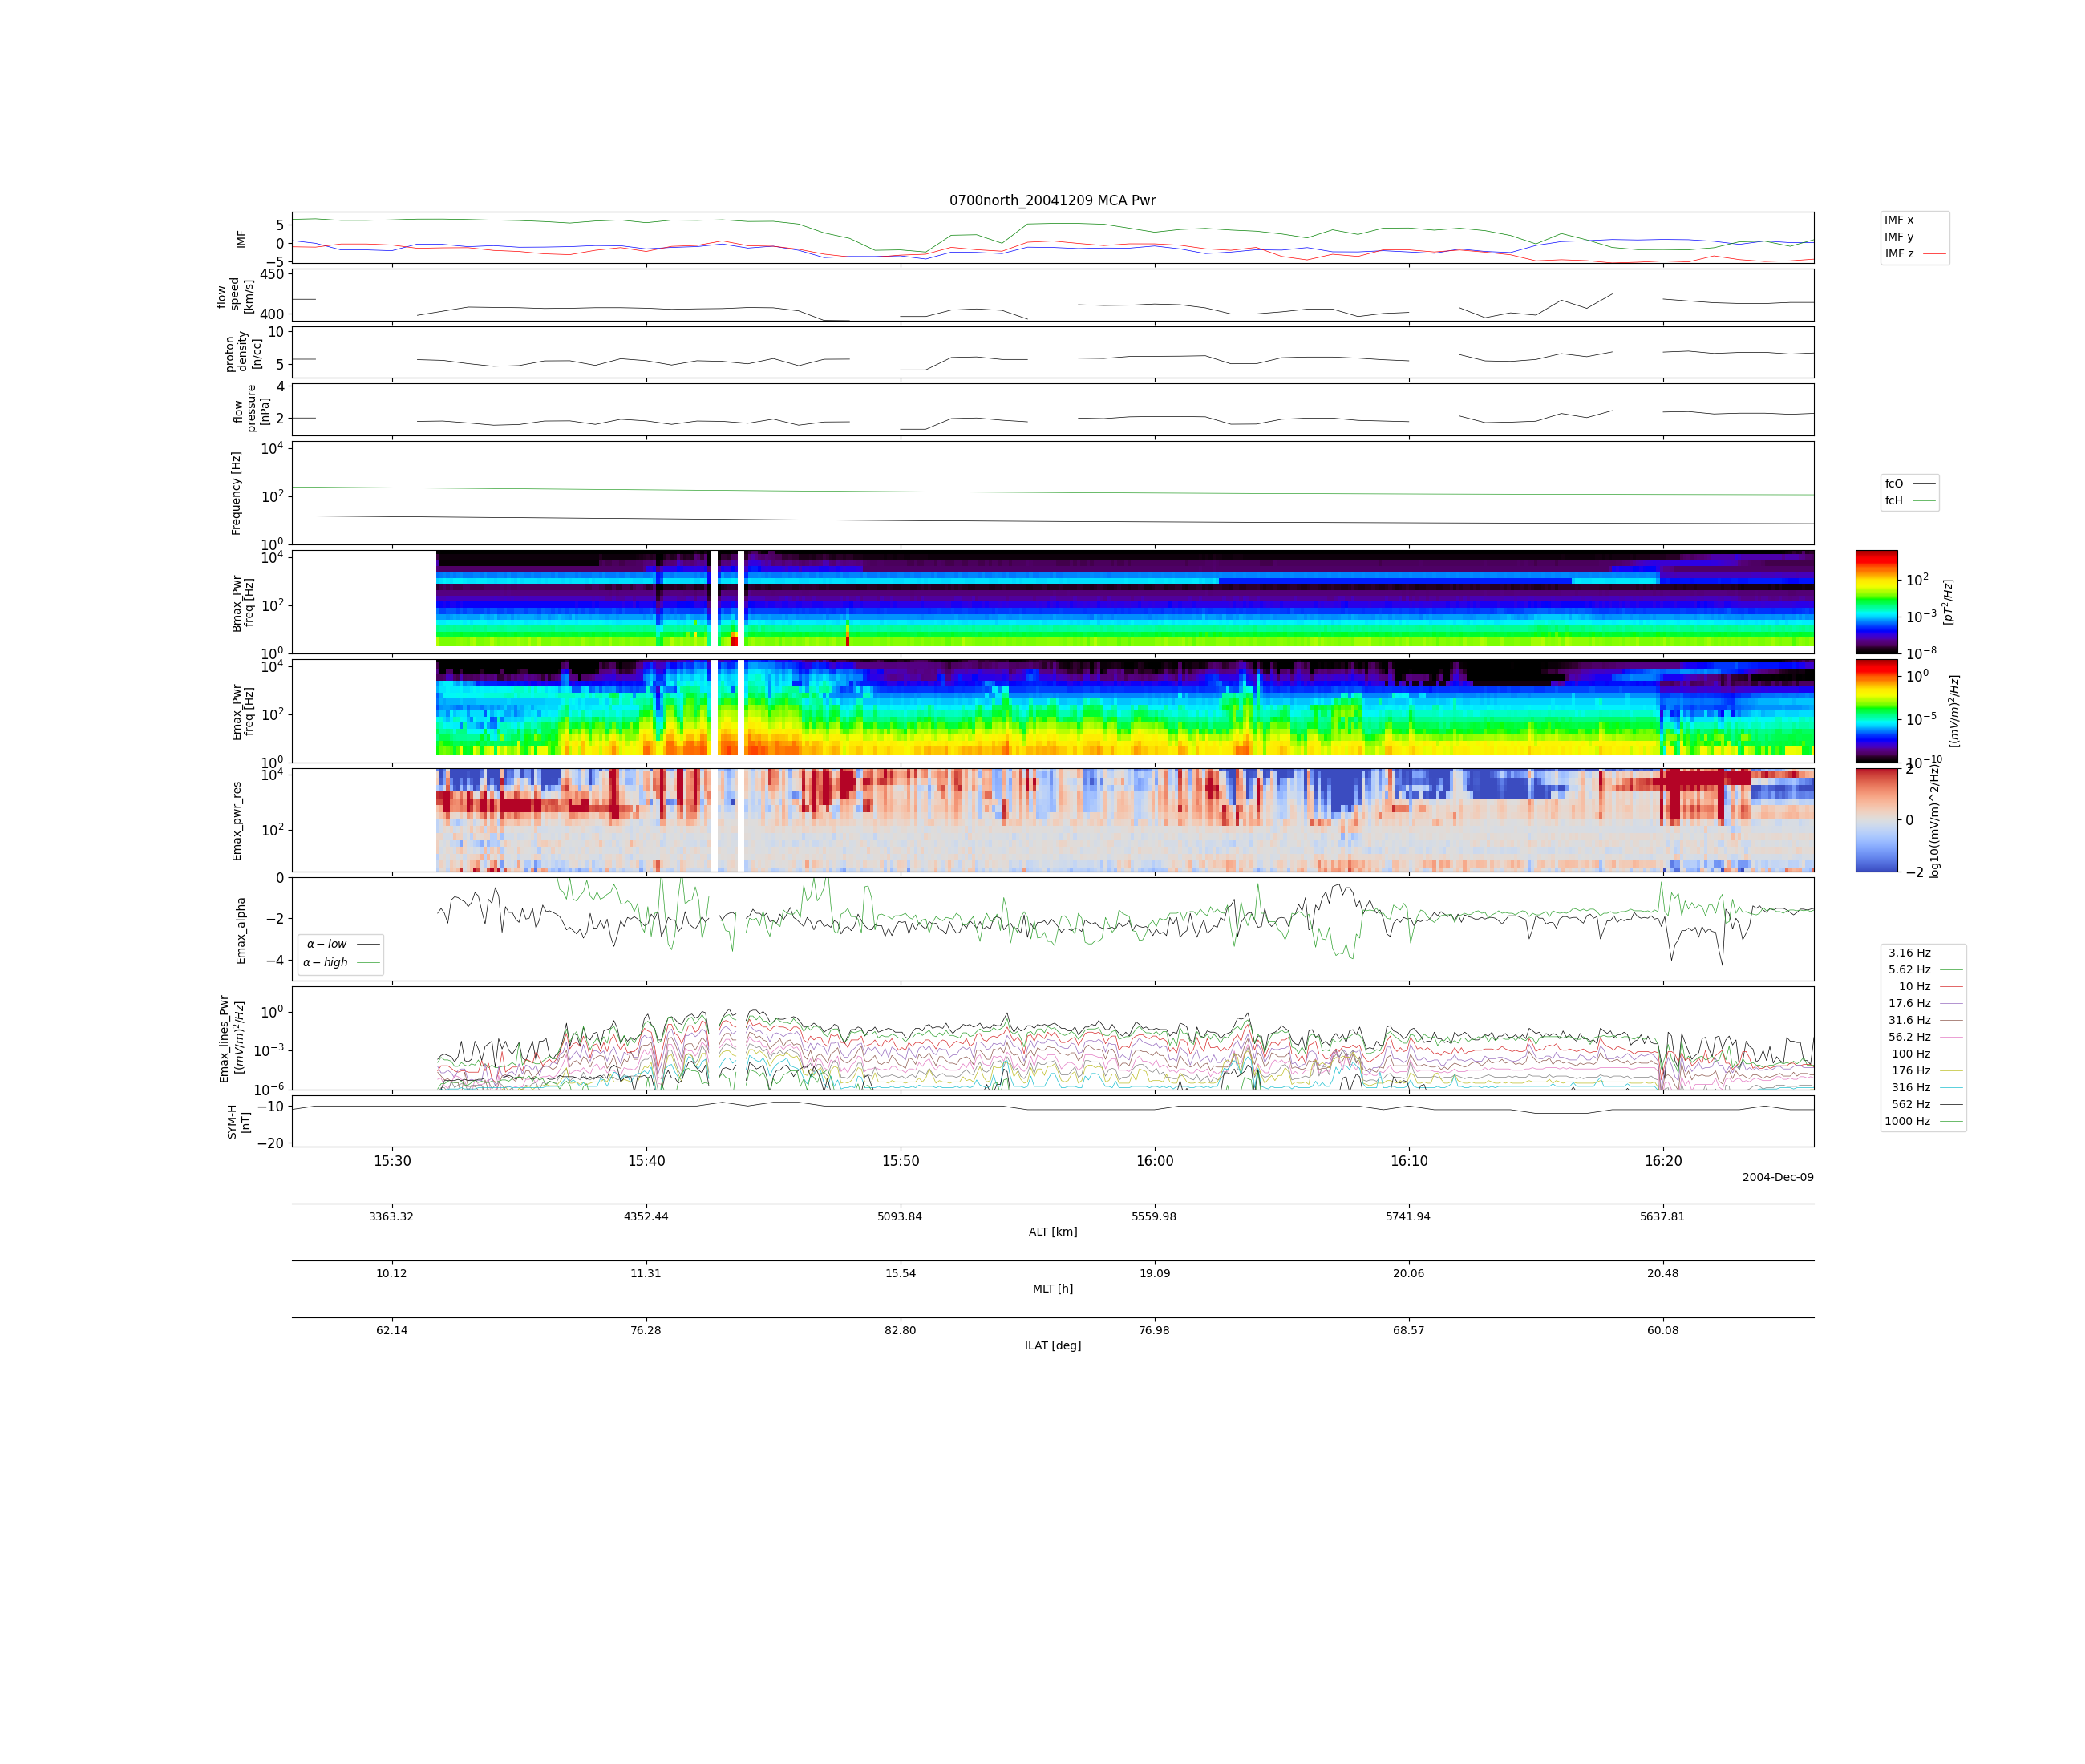 0700north_20041209 MCA Pwr
IMF
5
0
−5
IMF x
IMF y
IMF z
flow
speed
[km/s]
450
400
proton
density
[n/cc]
10
5
flow
pressure
[nPa]
4
2
Frequency [Hz]
10^4
10^2
10^0
fcO
fcH
Bmax_Pwr
freq [Hz]
10^4
10^2
10^0
10^2
10^−3
10^−8
[pT^2/Hz]
Emax_Pwr
freq [Hz]
10^4
10^2
10^0
10^0
10^−5
10^−10
[(mV/m)^2/Hz]
Emax_pwr_res
10^4
10^2
2
0
−2
log10((mV/m)^2/Hz)
Emax_alpha
0
−2
−4
α − low
α − high
Emax_lines_Pwr
[(mV/m)^2/Hz]
10^0
10^−3
10^−6
3.16 Hz
5.62 Hz
10 Hz
17.6 Hz
31.6 Hz
56.2 Hz
100 Hz
176 Hz
316 Hz
562 Hz
1000 Hz
SYM-H
[nT]
−10
−20
15:30 15:40 15:50 16:00 16:10 16:20
2004-Dec-09
3363.32 4352.44 5093.84 5559.98 5741.94 5637.81
ALT [km]
10.12 11.31 15.54 19.09 20.06 20.48
MLT [h]
62.14 76.28 82.80 76.98 68.57 60.08
ILAT [deg]